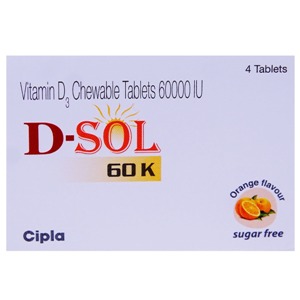 4 Tablets
Vitamin D3 Chewable Tablets 60000 IU
D-SOL
60 K
Orange flavour
sugar free
Cipla